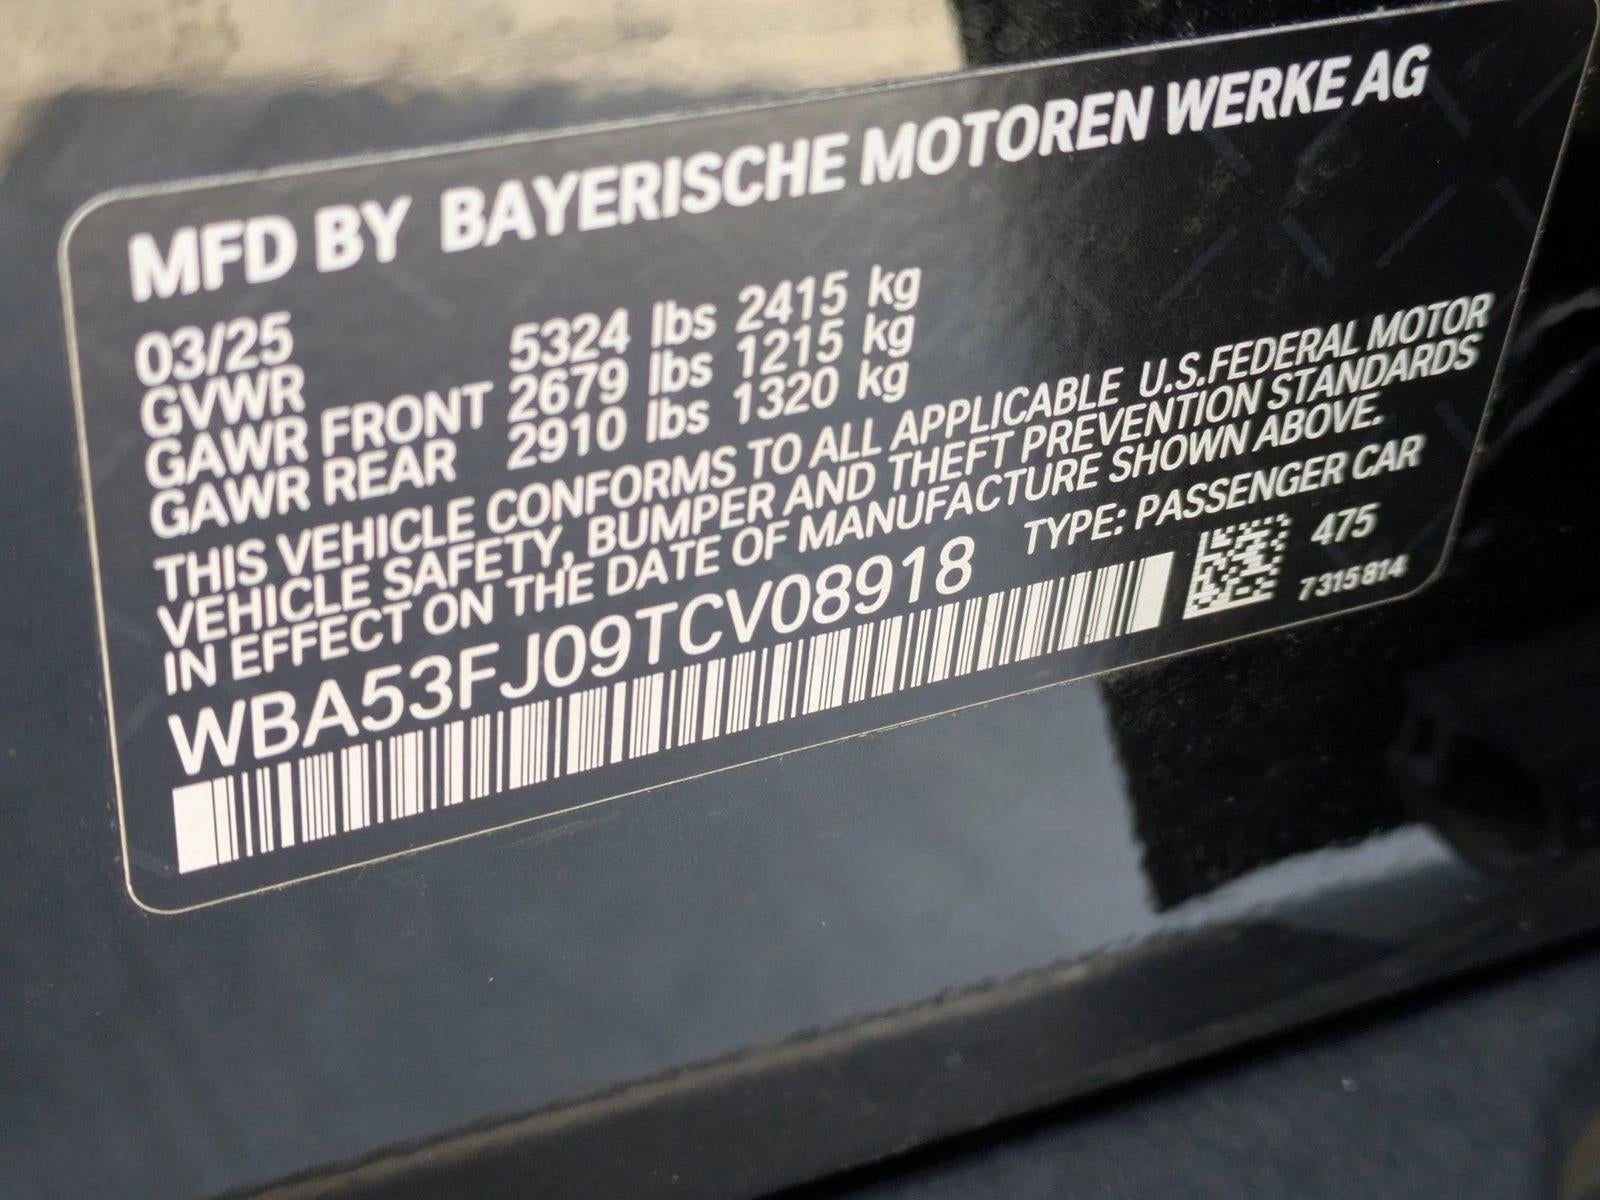 MFD BY BAYERISCHE MOTOREN WERKE AG
03/25
GVWR 5324 lbs 2415 kg
GAWR FRONT 2679 lbs 1215 kg
GAWR REAR 2910 lbs 1320 kg
THIS VEHICLE CONFORMS TO ALL APPLICABLE U.S.FEDERAL MOTOR
VEHICLE SAFETY, BUMPER AND THEFT PREVENTION STANDARDS
IN EFFECT ON THE DATE OF MANUFACTURE SHOWN ABOVE.
WBA53FJ09TCV08918 TYPE: PASSENGER CAR
475
7315814